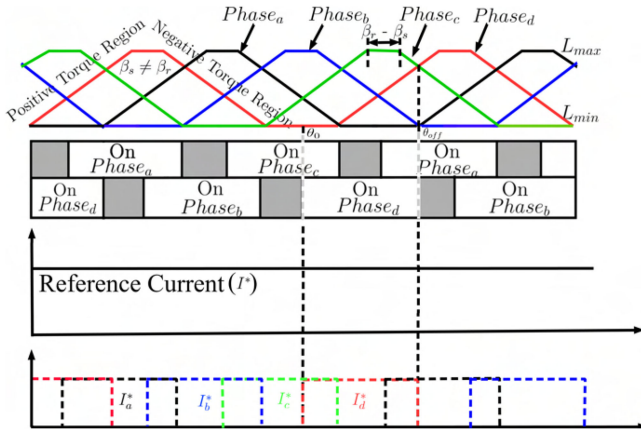 Phase_a
Phase_b
Phase_c
Phase_d
β_r - β_s
Positive Torque Region
Negative Torque Region
β_s ≠ β_r
L_max
L_min
θ_0
θ_off
On
Phase_a
On
Phase_c
On
Phase_a
On
Phase_d
On
Phase_b
On
Phase_d
On
Phase_b
Reference Current (I*)
I*_a
I*_b
I*_c
I*_d